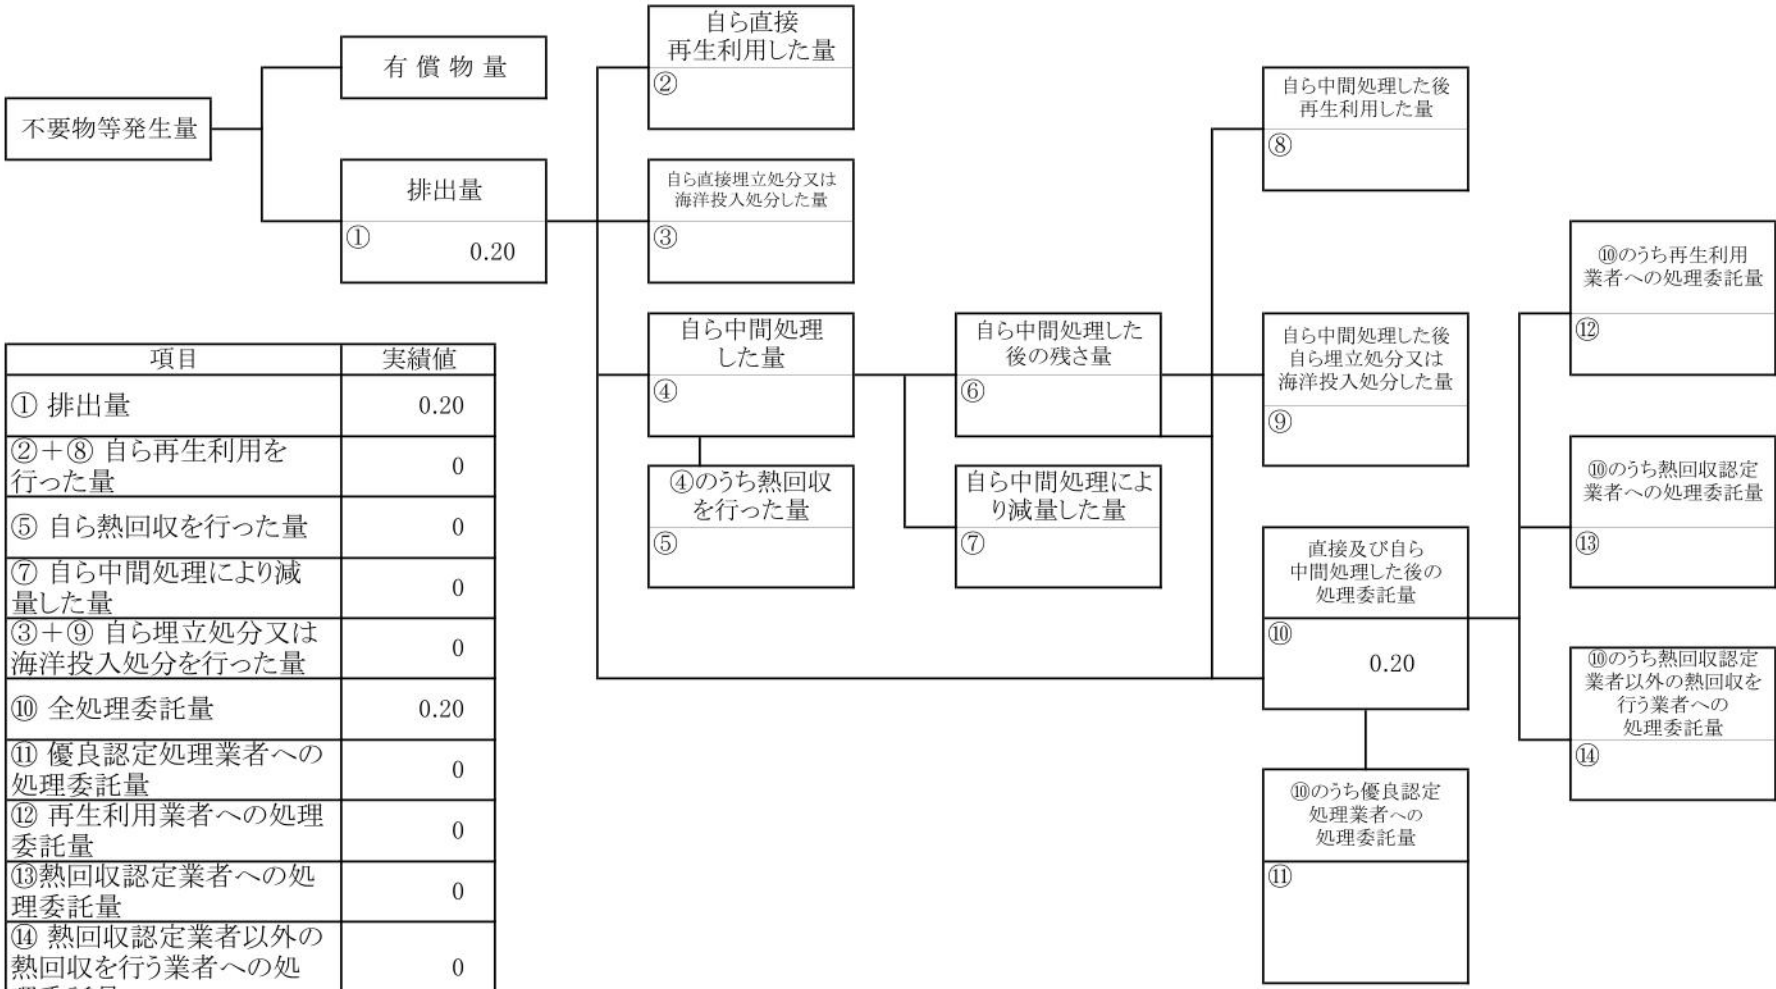 不要物等発生量
有償物量
排出量
①
0.20
自ら直接
再生利用した量
②
自ら直接埋立処分又は
海洋投入処分した量
③
自ら中間処理
した量
④
④のうち熱回収
を行った量
⑤
自ら中間処理した
後の残さ量
⑥
自ら中間処理によ
り減量した量
⑦
自ら中間処理した後
再生利用した量
⑧
自ら中間処理した後
自ら埋立処分又は
海洋投入処分した量
⑨
直接及び自ら
中間処理した後の
処理委託量
⑩
0.20
⑩のうち優良認定
処理業者への
処理委託量
⑪
⑩のうち再生利用
業者への処理委託量
⑫
⑩のうち熱回収認定
業者への処理委託量
⑬
⑩のうち熱回収認定
業者以外の熱回収を
行う業者への
処理委託量
⑭
項目 実績値
① 排出量 0.20
②＋⑧ 自ら再生利用を
行った量 0
⑤ 自ら熱回収を行った量 0
⑦ 自ら中間処理により減
量した量 0
③＋⑨ 自ら埋立処分又は
海洋投入処分を行った量 0
⑩ 全処理委託量 0.20
⑪ 優良認定処理業者への
処理委託量 0
⑫ 再生利用業者への処理
委託量 0
⑬熱回収認定業者への処
理委託量 0
⑭ 熱回収認定業者以外の
熱回収を行う業者への処 0